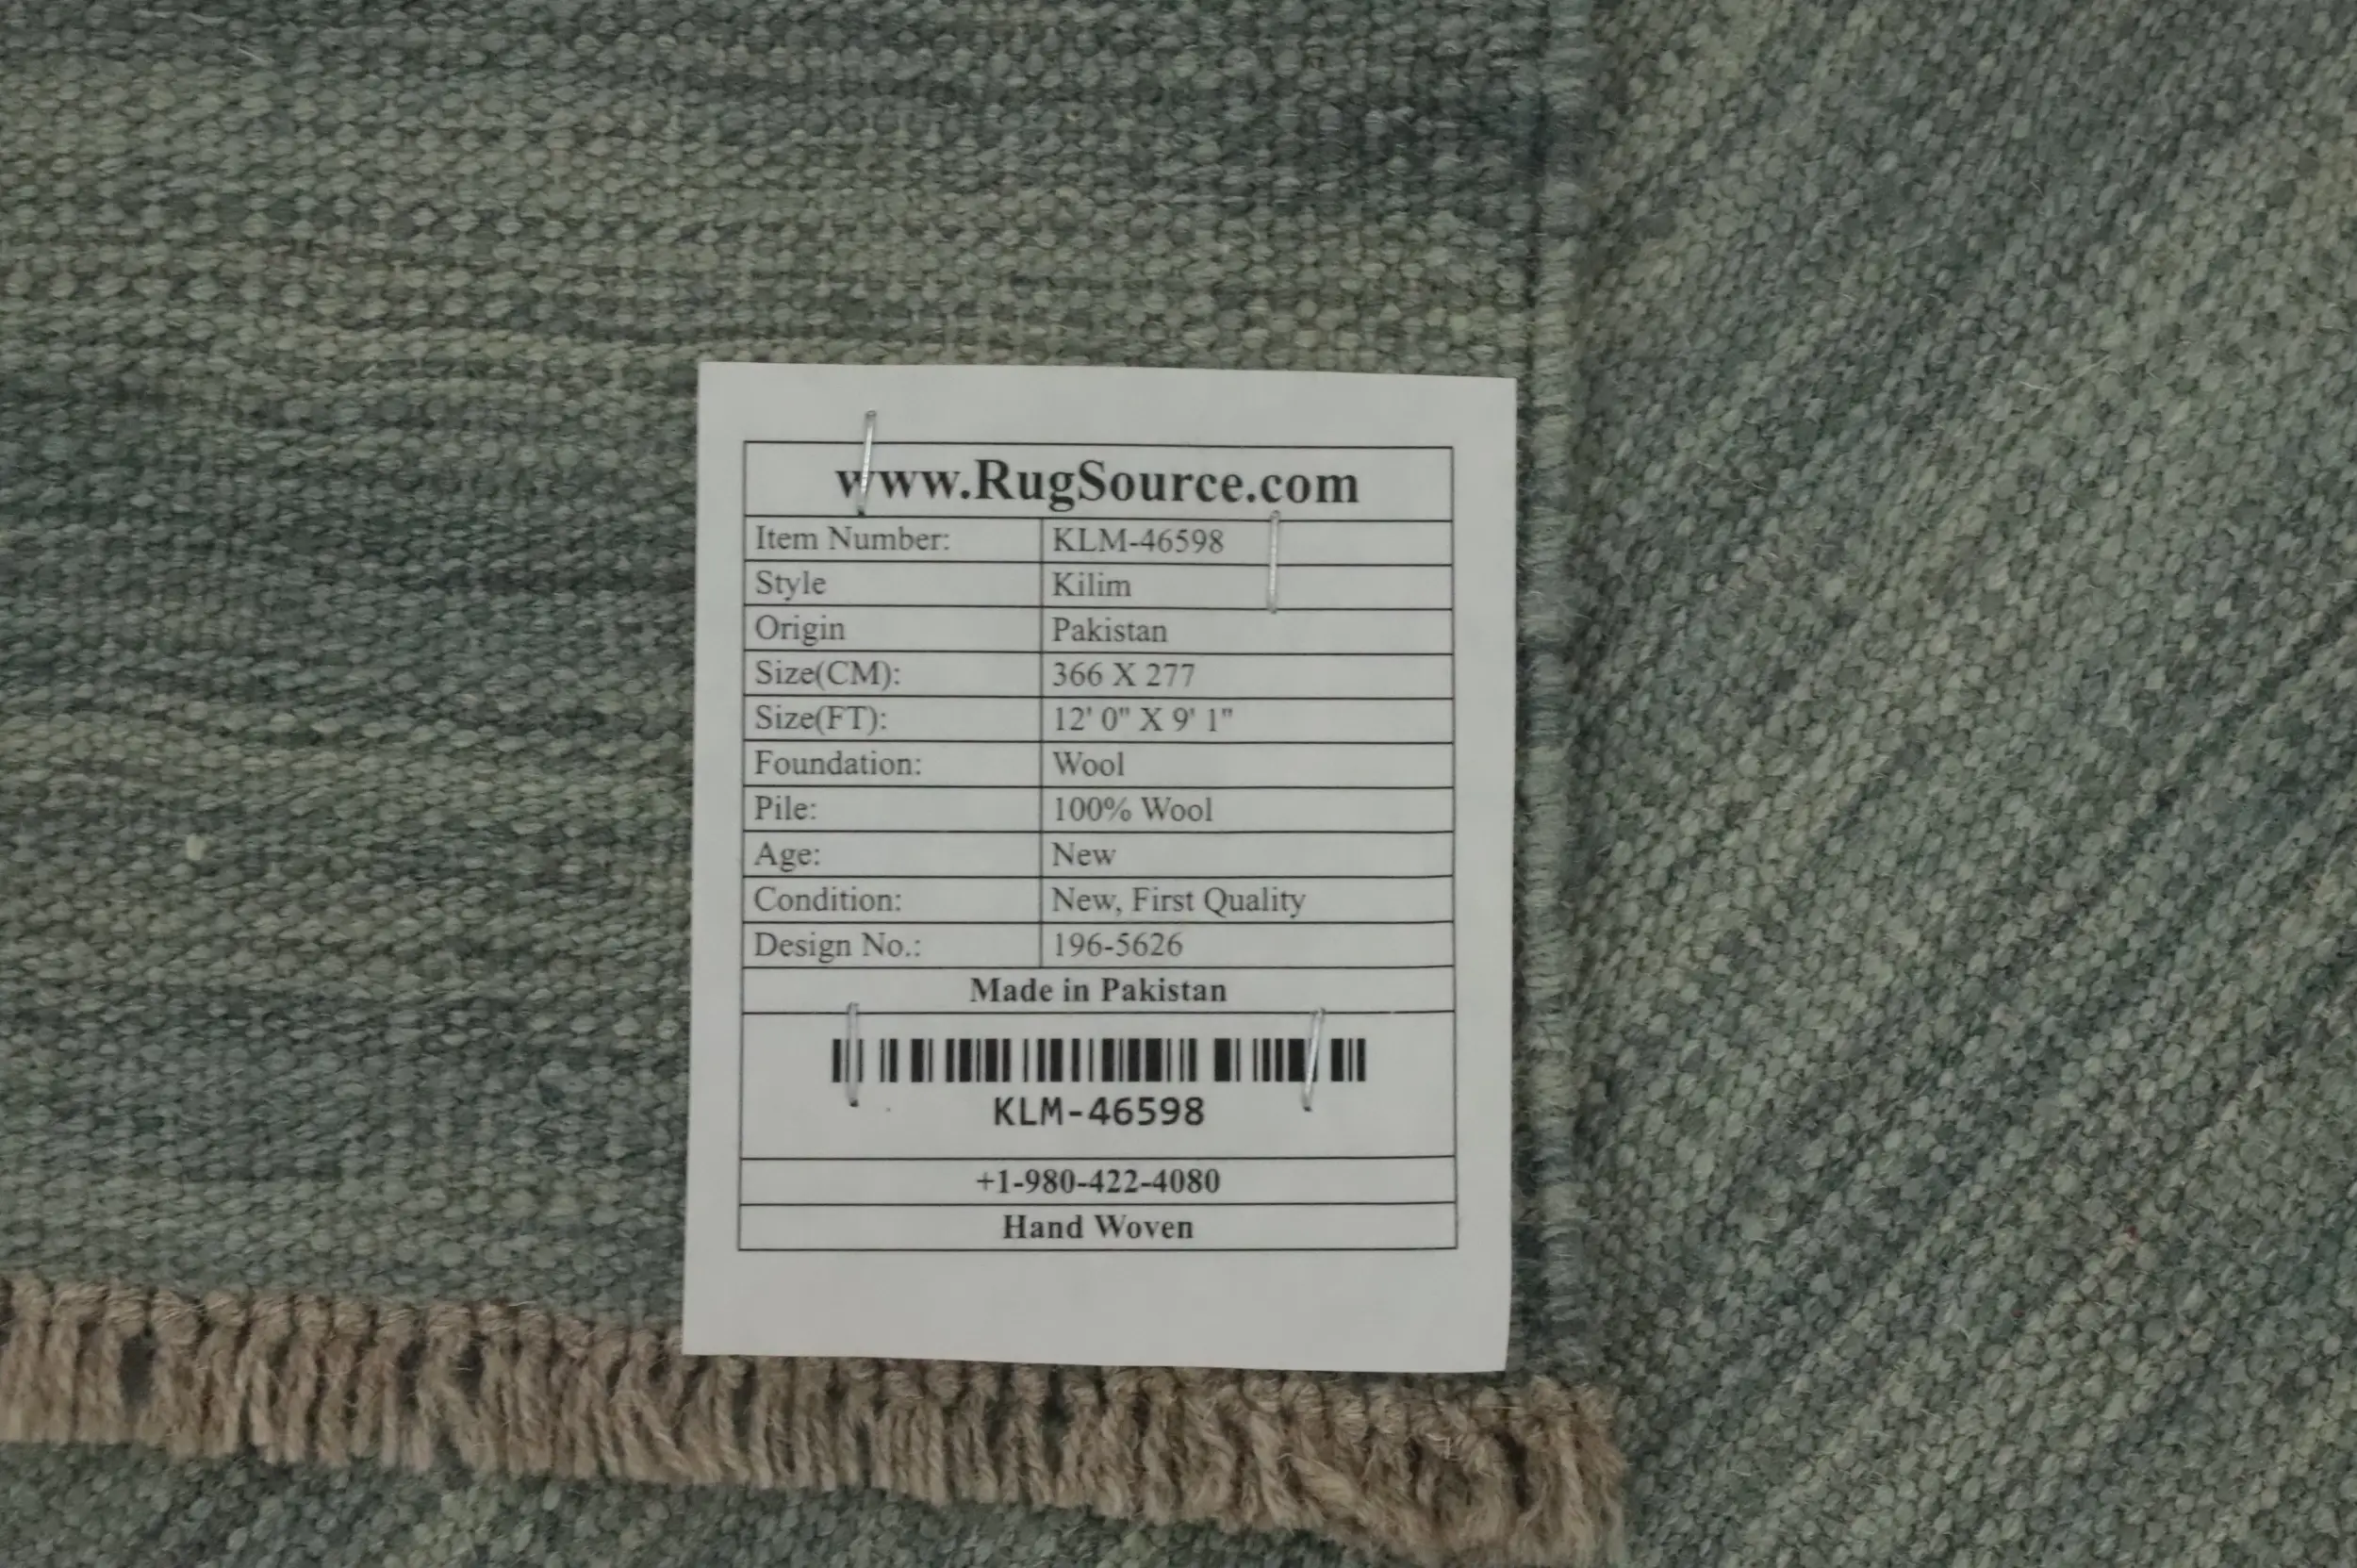 www.RugSource.com
Item Number: KLM-46598
Style Kilim
Origin Pakistan
Size(CM): 366 X 277
Size(FT): 12' 0" X 9' 1"
Foundation: Wool
Pile: 100% Wool
Age: New
Condition: New, First Quality
Design No.: 196-5626
Made in Pakistan
KLM-46598
+1-980-422-4080
Hand Woven